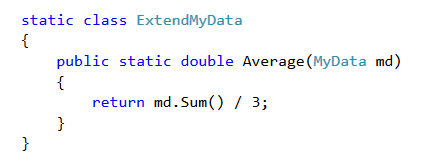 static class ExtendMyData
{
    public static double Average(MyData md)
    {
        return md.Sum() / 3;
    }
}